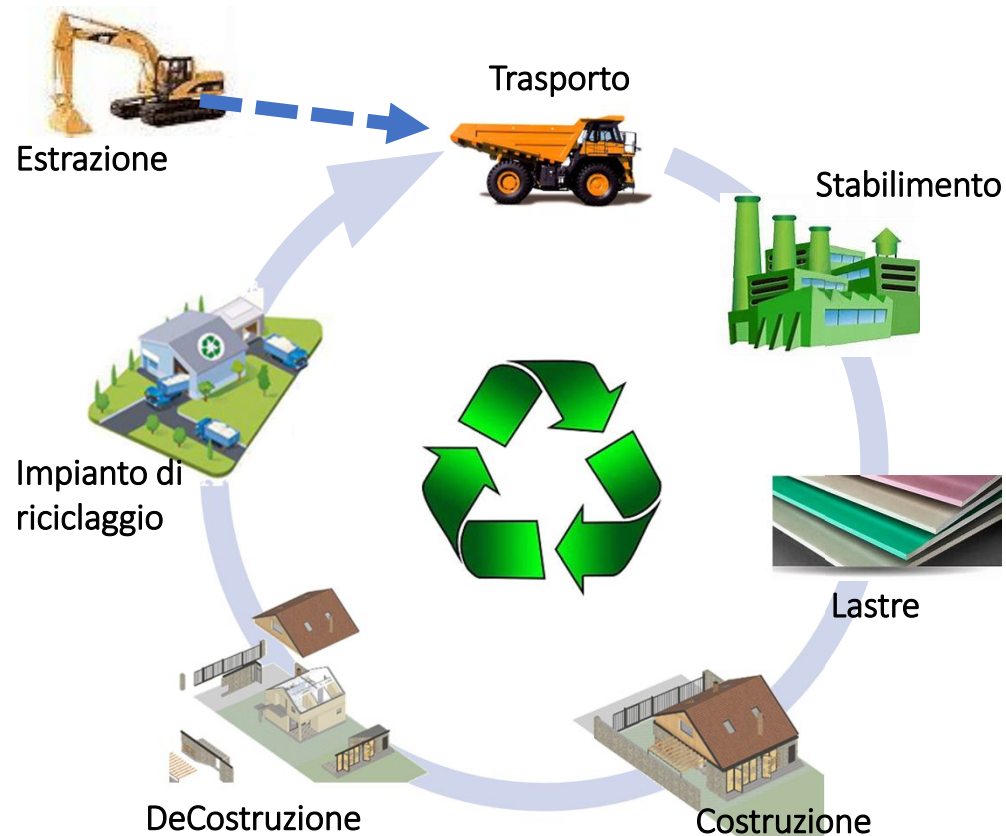 Trasporto
Estrazione
Stabilimento
Impianto di
riciclaggio
Lastre
DeCostruzione
Costruzione